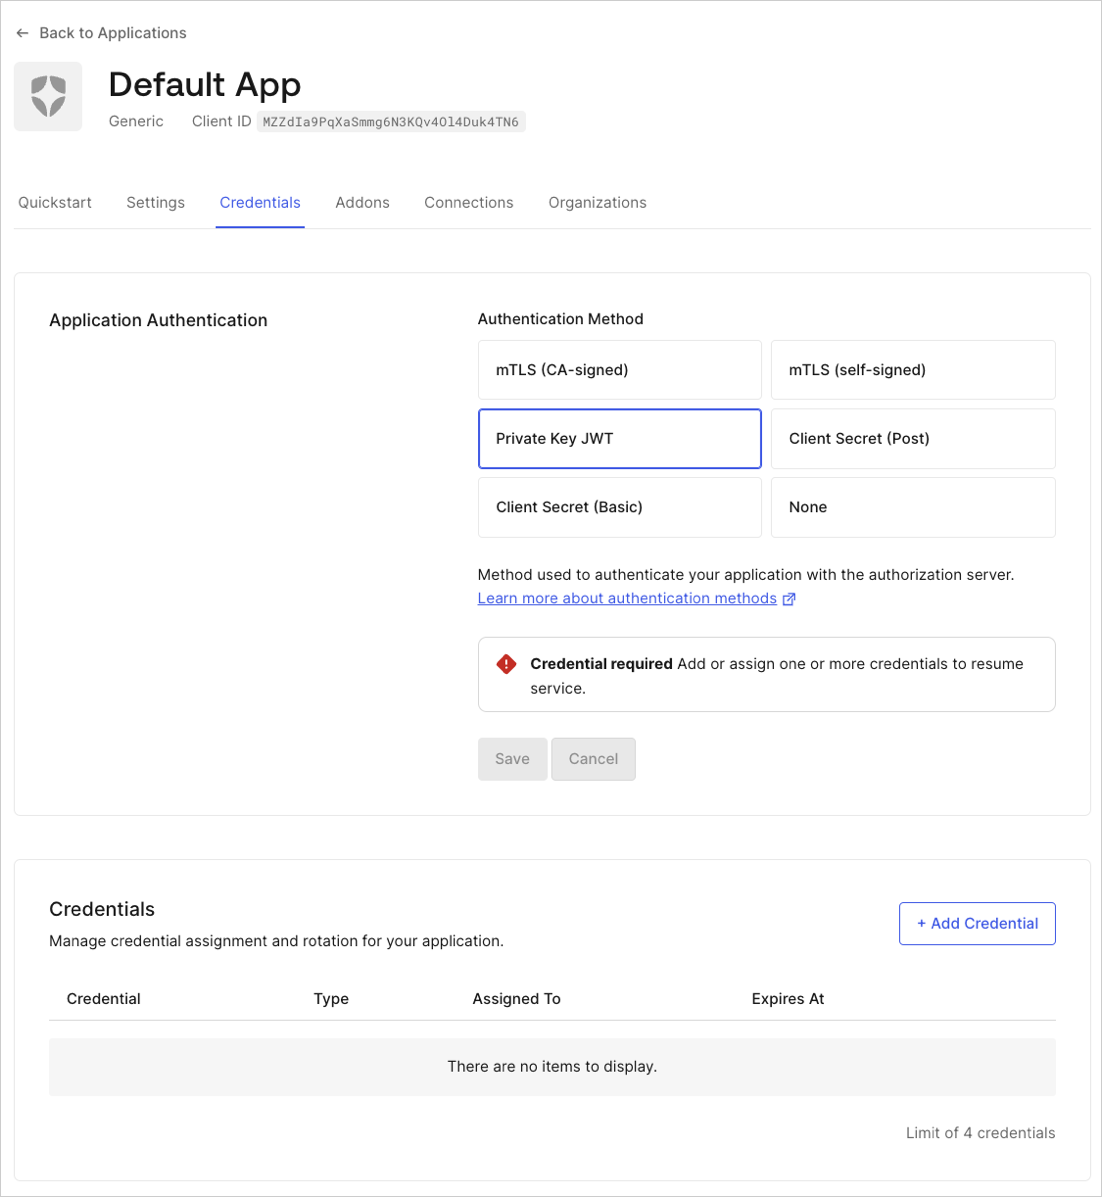 ← Back to Applications
Default App
Generic Client ID MZZdIa9PqXaSmmg6N3KQv4Ol4Duk4TN6
Quickstart Settings Credentials Addons Connections Organizations
Application Authentication
Authentication Method
mTLS (CA-signed) mTLS (self-signed)
Private Key JWT Client Secret (Post)
Client Secret (Basic) None
Method used to authenticate your application with the authorization server.
Learn more about authentication methods
Credential required Add or assign one or more credentials to resume
service.
Save Cancel
Credentials
+ Add Credential
Manage credential assignment and rotation for your application.
Credential Type Assigned To Expires At
There are no items to display.
Limit of 4 credentials